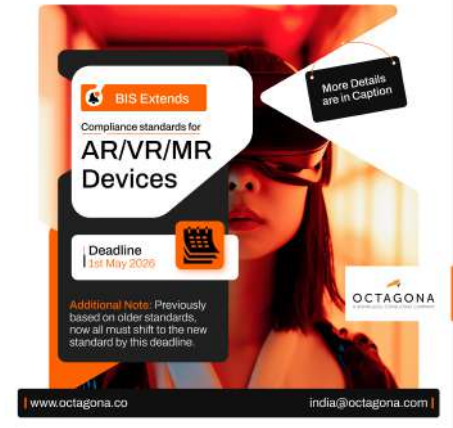 BIS Extends
Compliance standards for
AR/VR/MR
Devices
More Details
are in Caption
Deadline
1st May 2026
Additional Note: Previously
based on older standards,
now all must shift to the new
standard by this deadline.
OCTAGONA
www.octagona.co
india@octagona.com